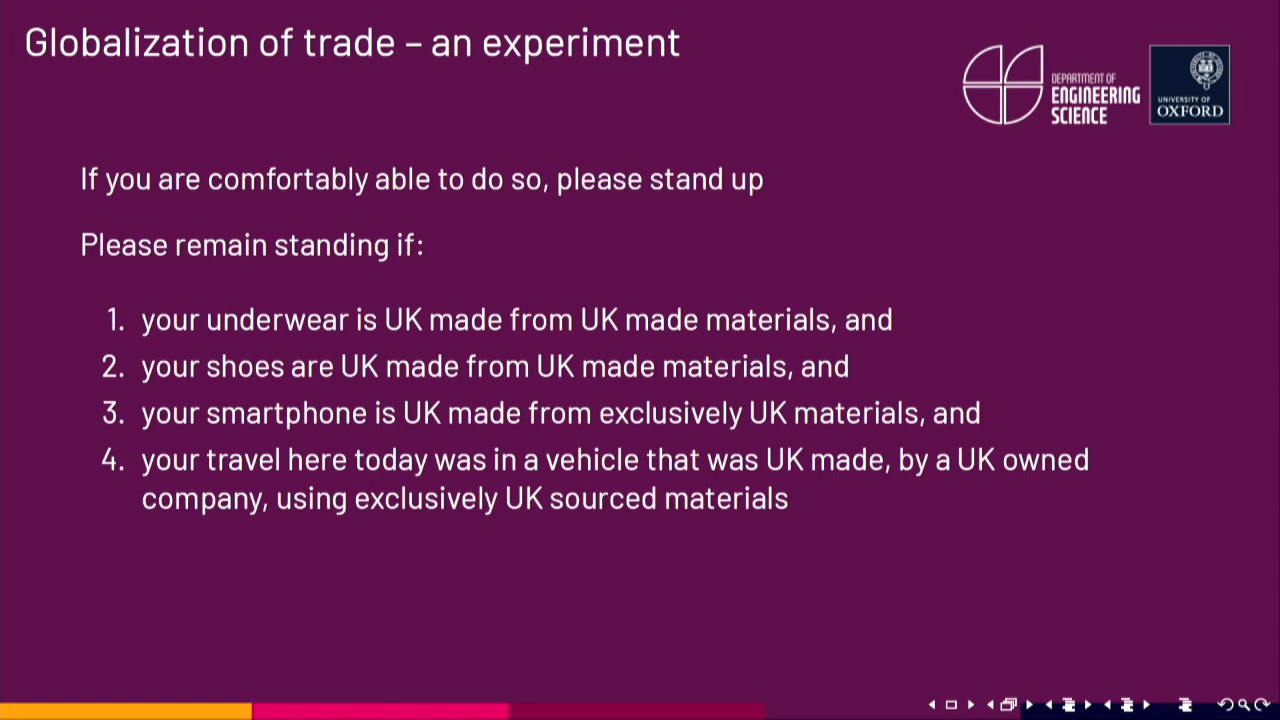 Globalization of trade – an experiment
DEPARTMENT OF
ENGINEERING
SCIENCE
UNIVERSITY OF
OXFORD
If you are comfortably able to do so, please stand up
Please remain standing if:
1. your underwear is UK made from UK made materials, and
2. your shoes are UK made from UK made materials, and
3. your smartphone is UK made from exclusively UK materials, and
4. your travel here today was in a vehicle that was UK made, by a UK owned
company, using exclusively UK sourced materials